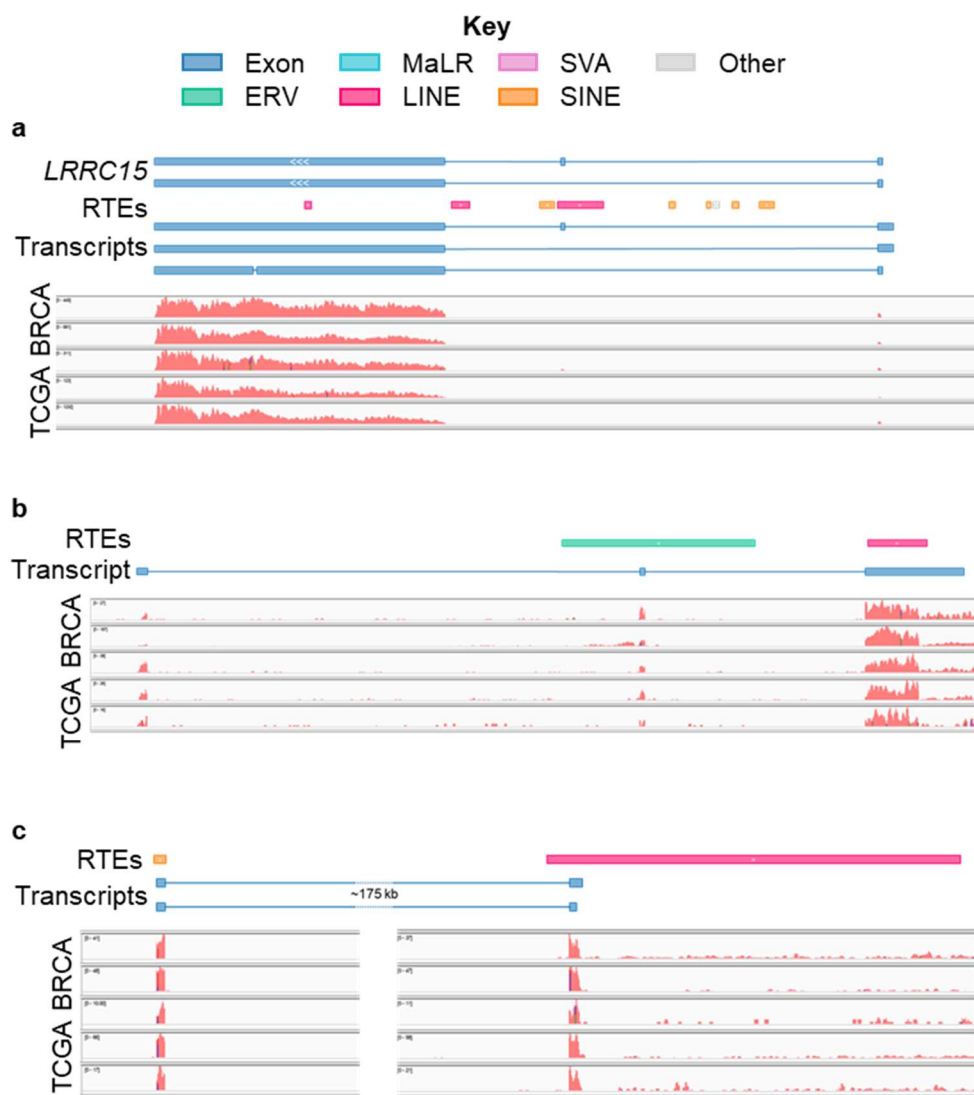 Key
Exon MaLR SVA Other
ERV LINE SINE
a
LRRC15
<<<
<<<
RTEs
Transcripts
TCGA BRCA
b
RTEs
Transcript
TCGA BRCA
c
RTEs
Transcripts
~175 kb
TCGA BRCA